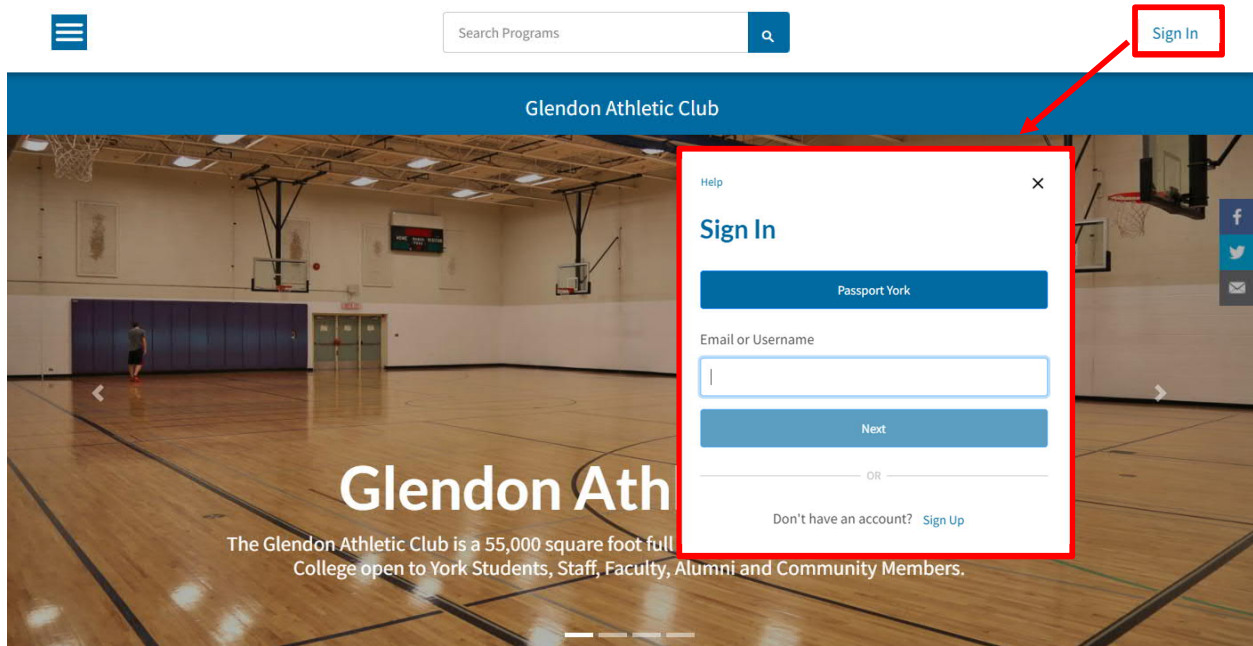 Search Programs
Sign In
Glendon Athletic Club
Help
Sign In
Passport York
Email or Username
Next
OR
Don't have an account? Sign Up
Glendon Ath
The Glendon Athletic Club is a 55,000 square foot full
College open to York Students, Staff, Faculty, Alumni and Community Members.